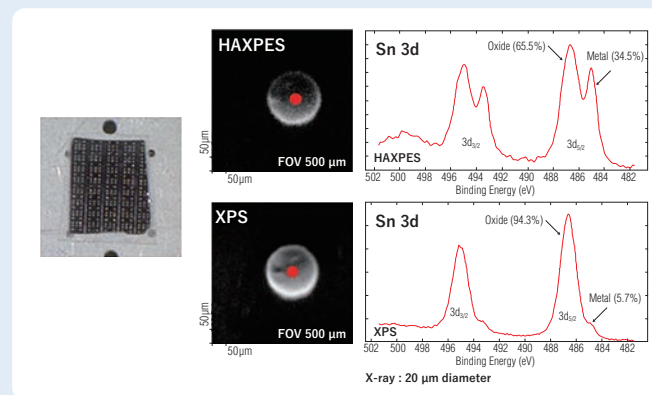 HAXPES
50µm
FOV 500 µm
50µm
Sn 3d
Oxide (65.5%)
Metal (34.5%)
3d3/2
3d5/2
HAXPES
502 500 498 496 494 492 490 488 486 484 482
Binding Energy (eV)
XPS
50µm
FOV 500 µm
50µm
Sn 3d
Oxide (94.3%)
Metal (5.7%)
3d3/2
3d5/2
XPS
502 500 498 496 494 492 490 488 486 484 482
Binding Energy (eV)
X-ray : 20 µm diameter